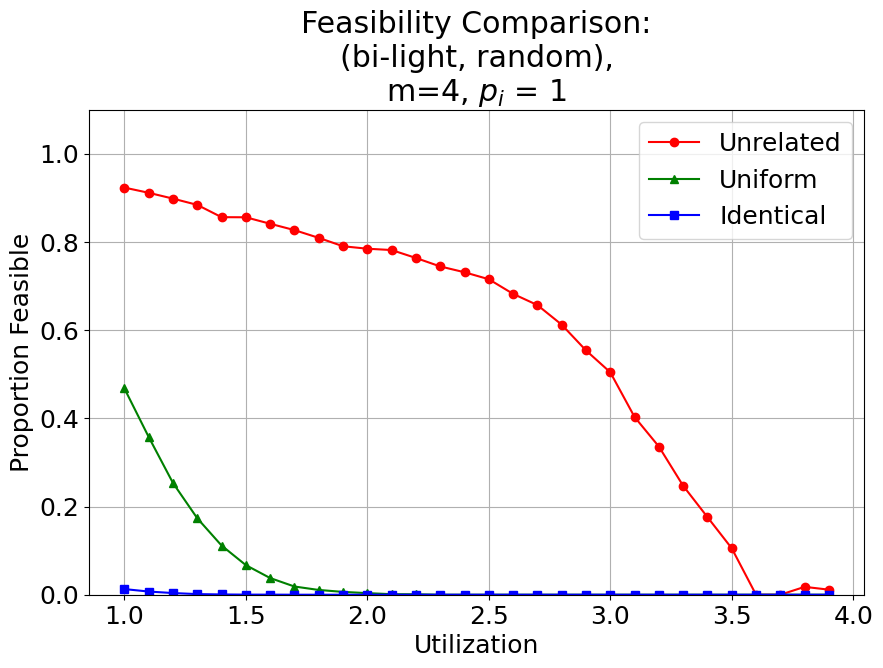 Feasibility Comparison:
(bi-light, random),
m=4, $p_i$ = 1
Unrelated
Uniform
Identical
Proportion Feasible
1.0
0.8
0.6
0.4
0.2
0.0
1.0 1.5 2.0 2.5 3.0 3.5 4.0
Utilization